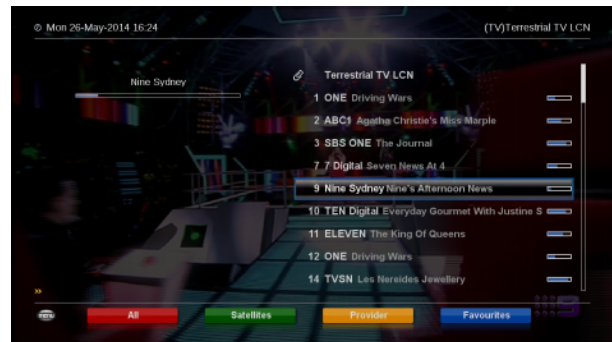 Mon 26-May-2014 16:24
(TV)Terrestrial TV LCN
Nine Sydney
Terrestrial TV LCN
1 ONE Driving Wars
2 ABC1 Agatha Christie's Miss Marple
3 SBS ONE The Journal
7 7 Digital Seven News At 4
9 Nine Sydney Nine's Afternoon News
10 TEN Digital Everyday Gourmet With Justine S
11 ELEVEN The King Of Queens
12 ONE Driving Wars
14 TVSN Les Nereides Jewellery
»
menu All Satellites Provider Favourites
9